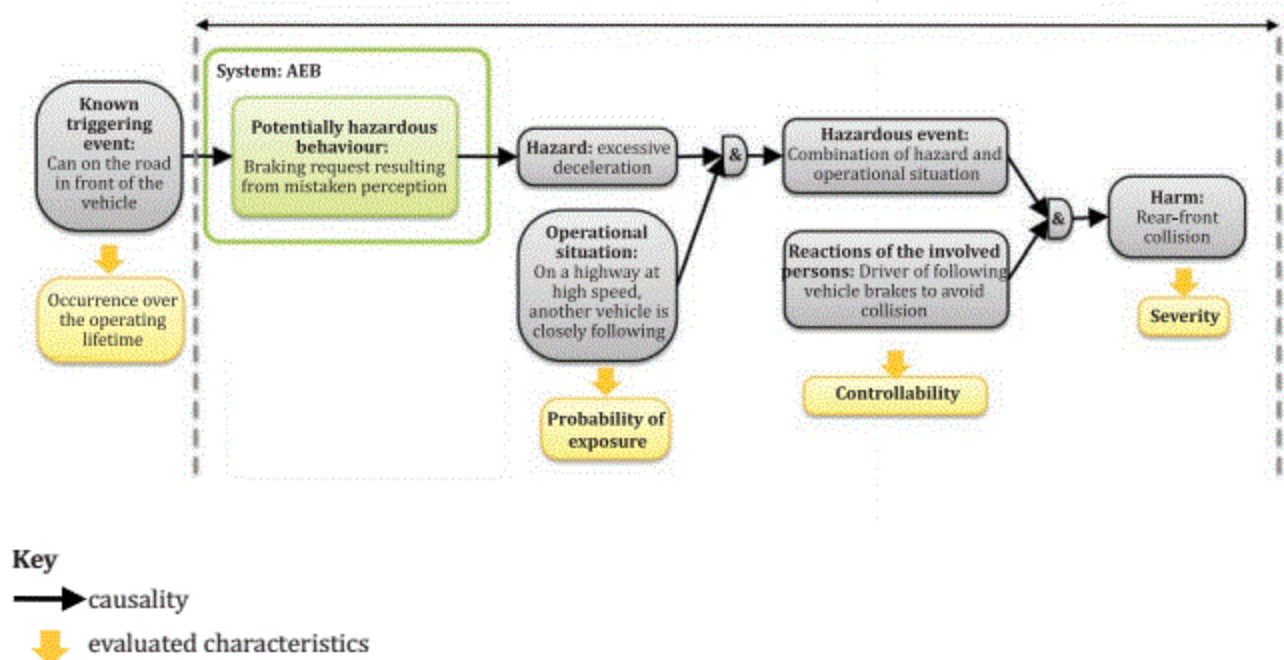 System: AEB
Known
triggering
event:
Can on the road
in front of the
vehicle
Occurrence over
the operating
lifetime
Potentially hazardous
behaviour:
Braking request resulting
from mistaken perception
Hazard: excessive
deceleration
Operational
situation:
On a highway at
high speed,
another vehicle is
closely following
Probability of
exposure
&
Hazardous event:
Combination of hazard and
operational situation
Reactions of the involved
persons: Driver of following
vehicle brakes to avoid
collision
Controllability
&
Harm:
Rear-front
collision
Severity
Key
causality
evaluated characteristics